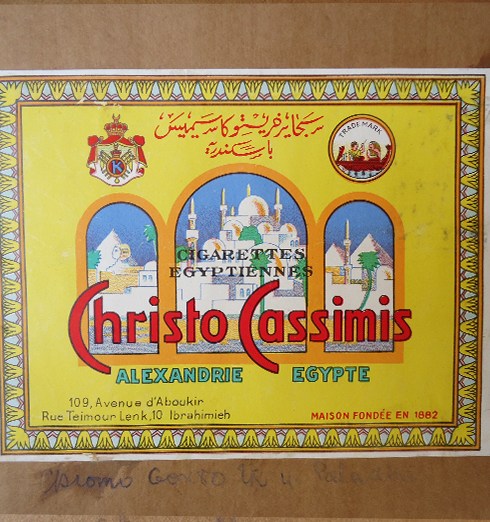 سجاير خريستو كاسيميس
باسكندرية
TRADE MARK
K
CIGARETTES
EGYPTIENNES
Christo Cassimis
ALEXANDRIE EGYPTE
109, Avenue d'Aboukir
Rue Teimour Lenk, 10 Ibrahimieh
MAISON FONDÉE EN 1882